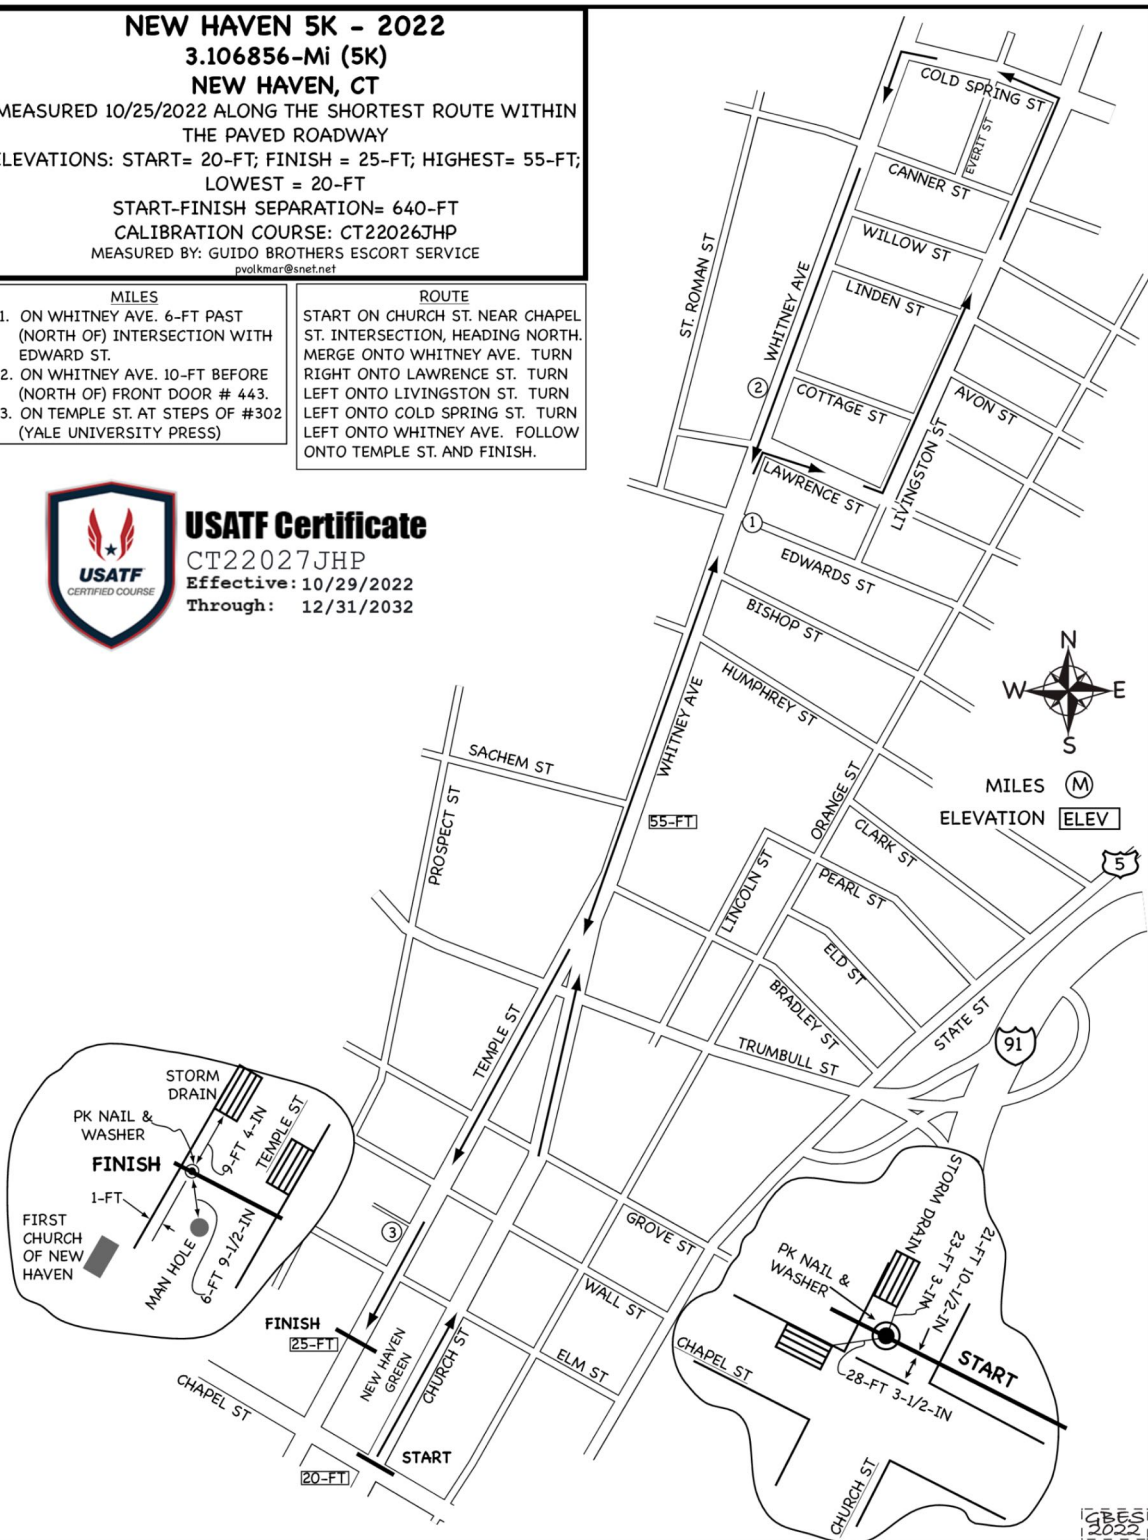 NEW HAVEN 5K - 2022
3.106856-Mi (5K)
NEW HAVEN, CT
MEASURED 10/25/2022 ALONG THE SHORTEST ROUTE WITHIN
THE PAVED ROADWAY
ELEVATIONS: START= 20-FT; FINISH = 25-FT; HIGHEST= 55-FT;
LOWEST = 20-FT
START-FINISH SEPARATION= 640-FT
CALIBRATION COURSE: CT22026JHP
MEASURED BY: GUIDO BROTHERS ESCORT SERVICE
pvolkmar@snet.net
MILES
1. ON WHITNEY AVE. 6-FT PAST
(NORTH OF) INTERSECTION WITH
EDWARD ST.
2. ON WHITNEY AVE. 10-FT BEFORE
(NORTH OF) FRONT DOOR # 443.
3. ON TEMPLE ST. AT STEPS OF #302
(YALE UNIVERSITY PRESS)
ROUTE
START ON CHURCH ST. NEAR CHAPEL
ST. INTERSECTION, HEADING NORTH.
MERGE ONTO WHITNEY AVE. TURN
RIGHT ONTO LAWRENCE ST. TURN
LEFT ONTO LIVINGSTON ST. TURN
LEFT ONTO COLD SPRING ST. TURN
LEFT ONTO WHITNEY AVE. FOLLOW
ONTO TEMPLE ST. AND FINISH.
USATF
CERTIFIED COURSE
USATF Certificate
CT22027JHP
Effective: 10/29/2022
Through: 12/31/2032
COLD SPRING ST
EVERIT ST
CANNER ST
WILLOW ST
ST. ROMAN ST
WHITNEY AVE
LINDEN ST
2
COTTAGE ST
AVON ST
LIVINGSTON ST
LAWRENCE ST
1
EDWARDS ST
BISHOP ST
HUMPHREY ST
WHITNEY AVE
ORANGE ST
N
W
E
S
MILES M
ELEVATION ELEV
SACHEM ST
PROSPECT ST
55-FT
CLARK ST
5
LINCOLN ST
PEARL ST
ELD ST
BRADLEY ST
STATE ST
91
TRUMBULL ST
TEMPLE ST
STORM
DRAIN
PK NAIL &
WASHER
9-FT 4-IN
TEMPLE ST
FINISH
1-FT
FIRST
CHURCH
OF NEW
HAVEN
MAN HOLE
6-FT 9-1/2-IN
3
GROVE ST
WALL ST
FINISH
25-FT
NEW HAVEN
GREEN
CHURCH ST
ELM ST
CHAPEL ST
START
20-FT
STORM DRAIN
21-FT 10-1/2-IN
23-FT 3-IN
PK NAIL &
WASHER
CHAPEL ST
START
28-FT 3-1/2-IN
CHURCH ST
GBES
2022